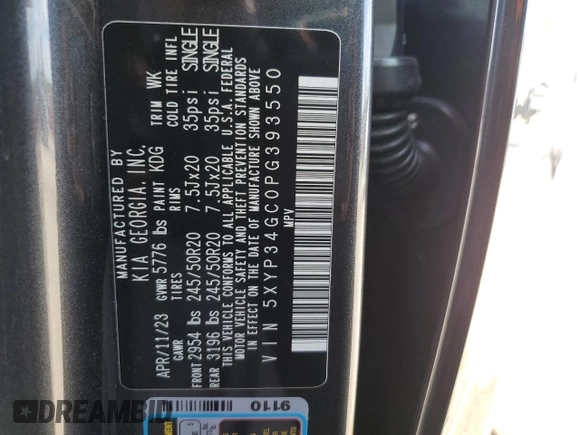 MANUFACTURED BY
KIA GEORGIA, INC.
APR/11/23 GVWR 5776 lbs PAINT KDG TRIM WK
GAWR TIRES RIMS COLD TIRE INFL
FRONT 2954 lbs 245/50R20 7.5Jx20 35psi SINGLE
REAR 3196 lbs 245/50R20 7.5Jx20 35psi SINGLE
THIS VEHICLE CONFORMS TO ALL APPLICABLE U.S.A. FEDERAL
MOTOR VEHICLE SAFETY AND THEFT PREVENTION STANDARDS
IN EFFECT ON THE DATE OF MANUFACTURE SHOWN ABOVE
VIN 5XYP34GC0PG393550
MPV
9110
DREAMBID